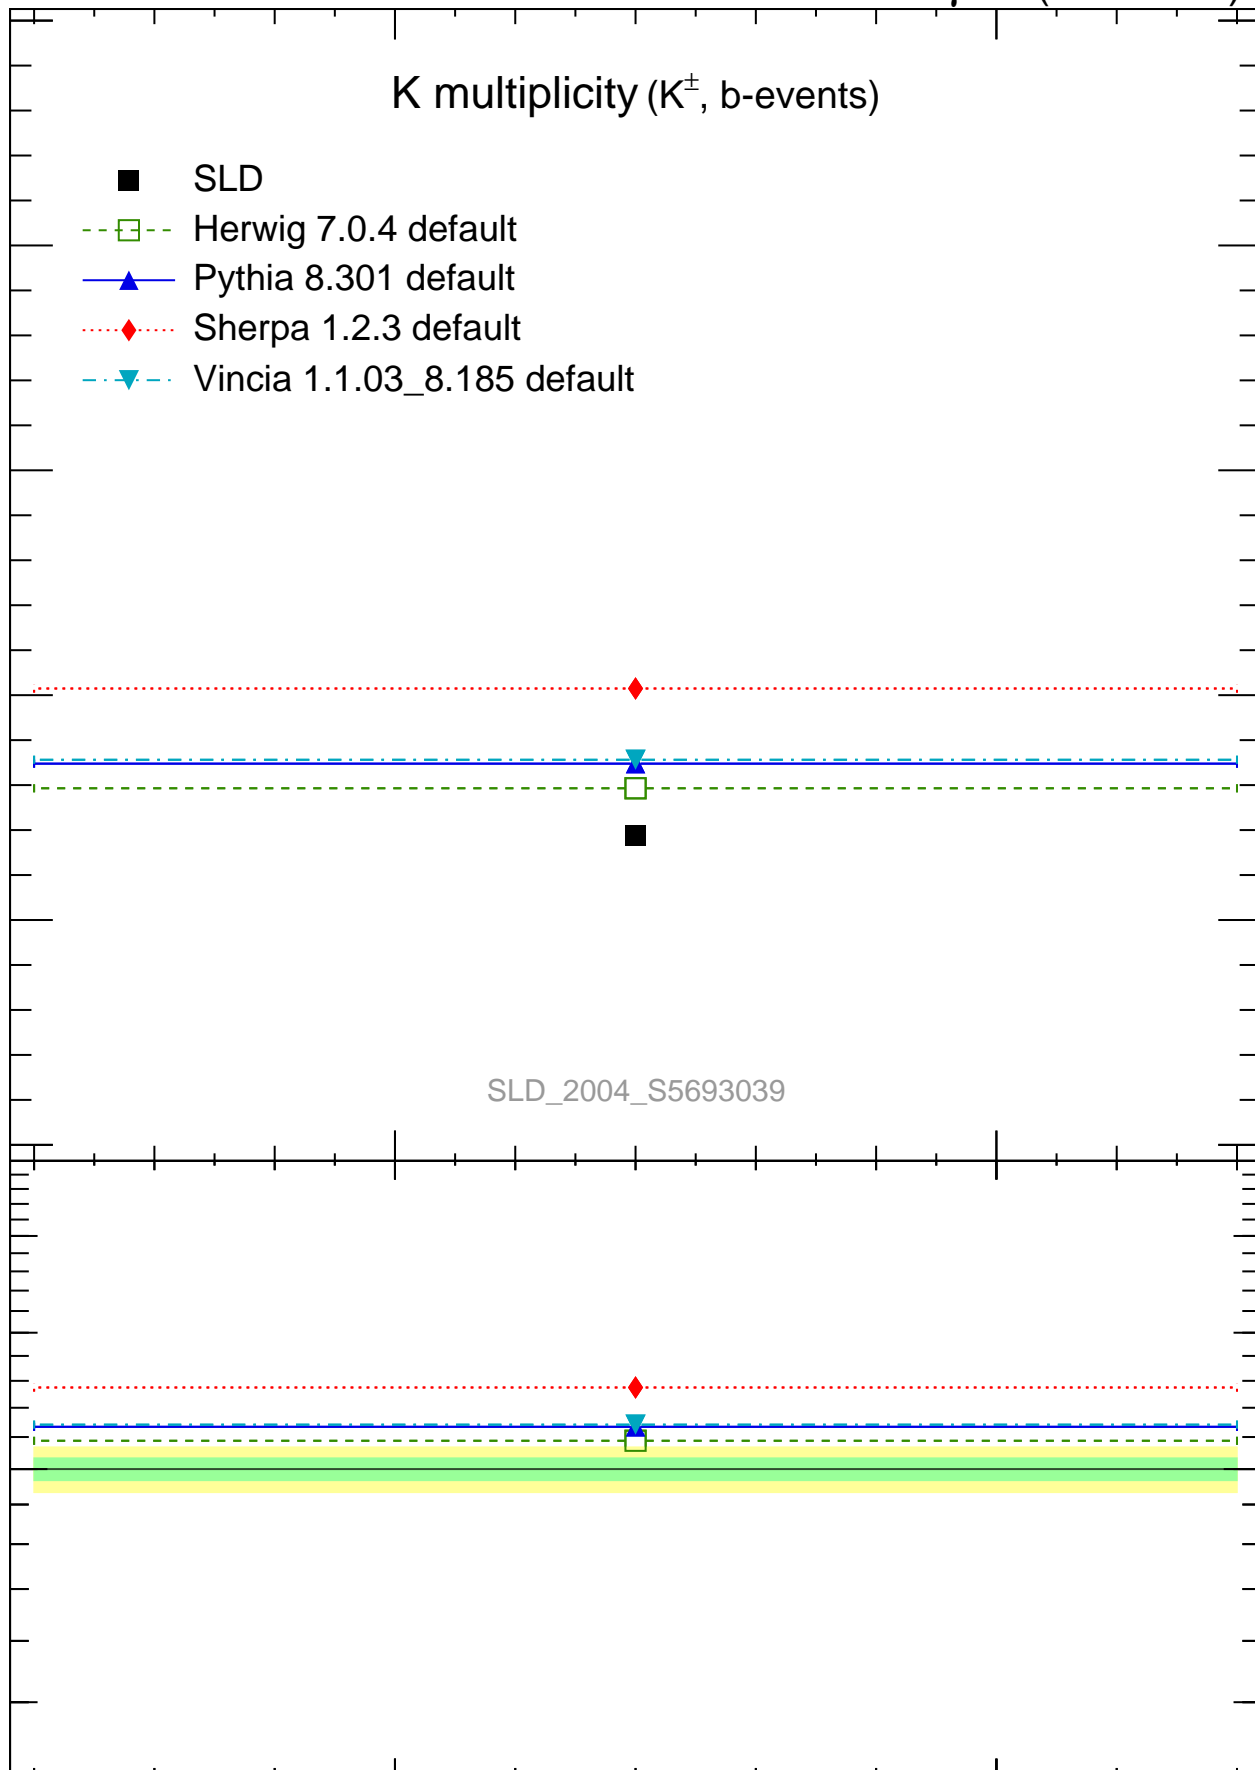 K multiplicity (K±, b-events)
SLD
Herwig 7.0.4 default
Pythia 8.301 default
Sherpa 1.2.3 default
Vincia 1.1.03_8.185 default
SLD_2004_S5693039